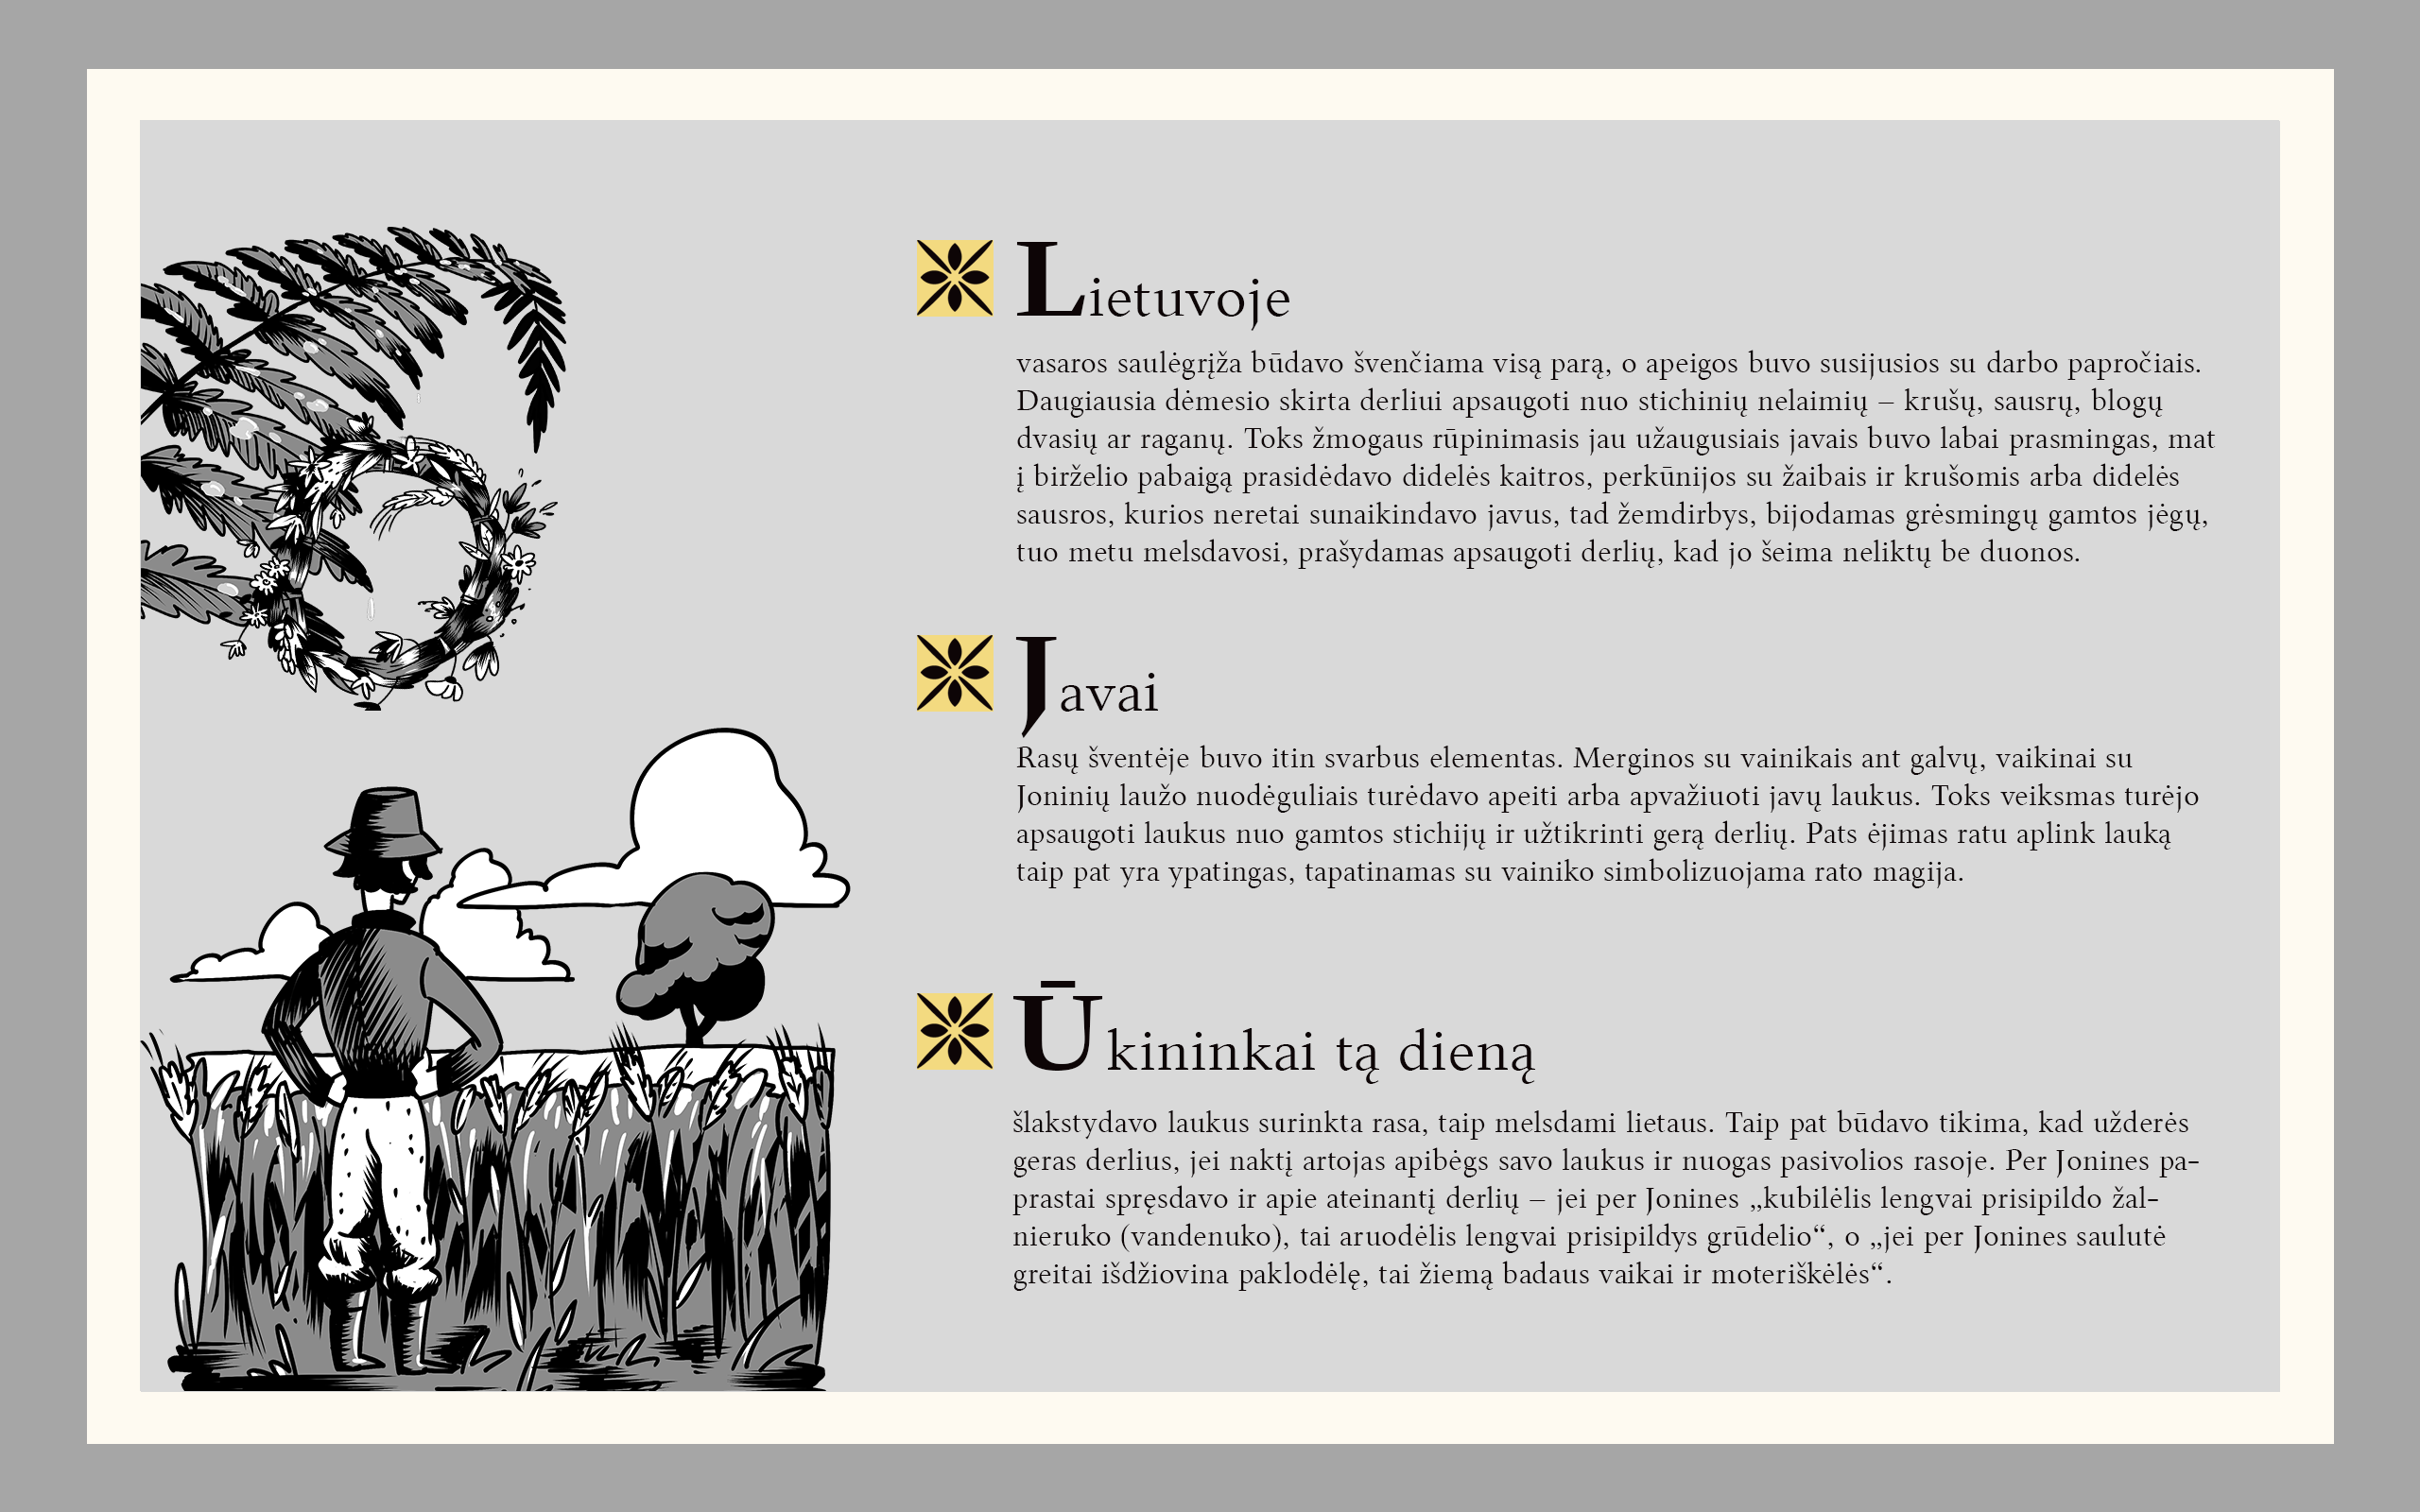 Lietuvoje
vasaros saulėgrįža būdavo švenčiama visą parą, o apeigos buvo susijusios su darbo papročiais.
Daugiausia dėmesio skirta derliui apsaugoti nuo stichinių nelaimių – krušų, sausrų, blogų
dvasių ar raganų. Toks žmogaus rūpinimasis jau užaugusiais javais buvo labai prasmingas, mat
į birželio pabaigą prasidėdavo didelės kaitros, perkūnijos su žaibais ir krušomis arba didelės
sausros, kurios neretai sunaikindavo javus, tad žemdirbys, bijodamas grėsmingų gamtos jėgų,
tuo metu melsdavosi, prašydamas apsaugoti derlių, kad jo šeima neliktų be duonos.
Javai
Rasų šventėje buvo itin svarbus elementas. Merginos su vainikais ant galvų, vaikinai su
Joninių laužo nuodėguliais turėdavo apeiti arba apvažiuoti javų laukus. Toks veiksmas turėjo
apsaugoti laukus nuo gamtos stichijų ir užtikrinti gerą derlių. Pats ėjimas ratu aplink lauką
taip pat yra ypatingas, tapatinamas su vainiko simbolizuojama rato magija.
Ūkininkai tą dieną
šlakstydavo laukus surinkta rasa, taip melsdami lietaus. Taip pat būdavo tikima, kad užderės
geras derlius, jei naktį artojas apibėgs savo laukus ir nuogas pasivolios rasoje. Per Jonines pa-
prastai spręsdavo ir apie ateinantį derlių – jei per Jonines „kubilėlis lengvai prisipildo žal-
nieruko (vandenuko), tai aruodėlis lengvai prisipildys grūdelio“, o „jei per Jonines saulutė
greitai išdžiovina paklodėlę, tai žiemą badaus vaikai ir moteriškėlės“.